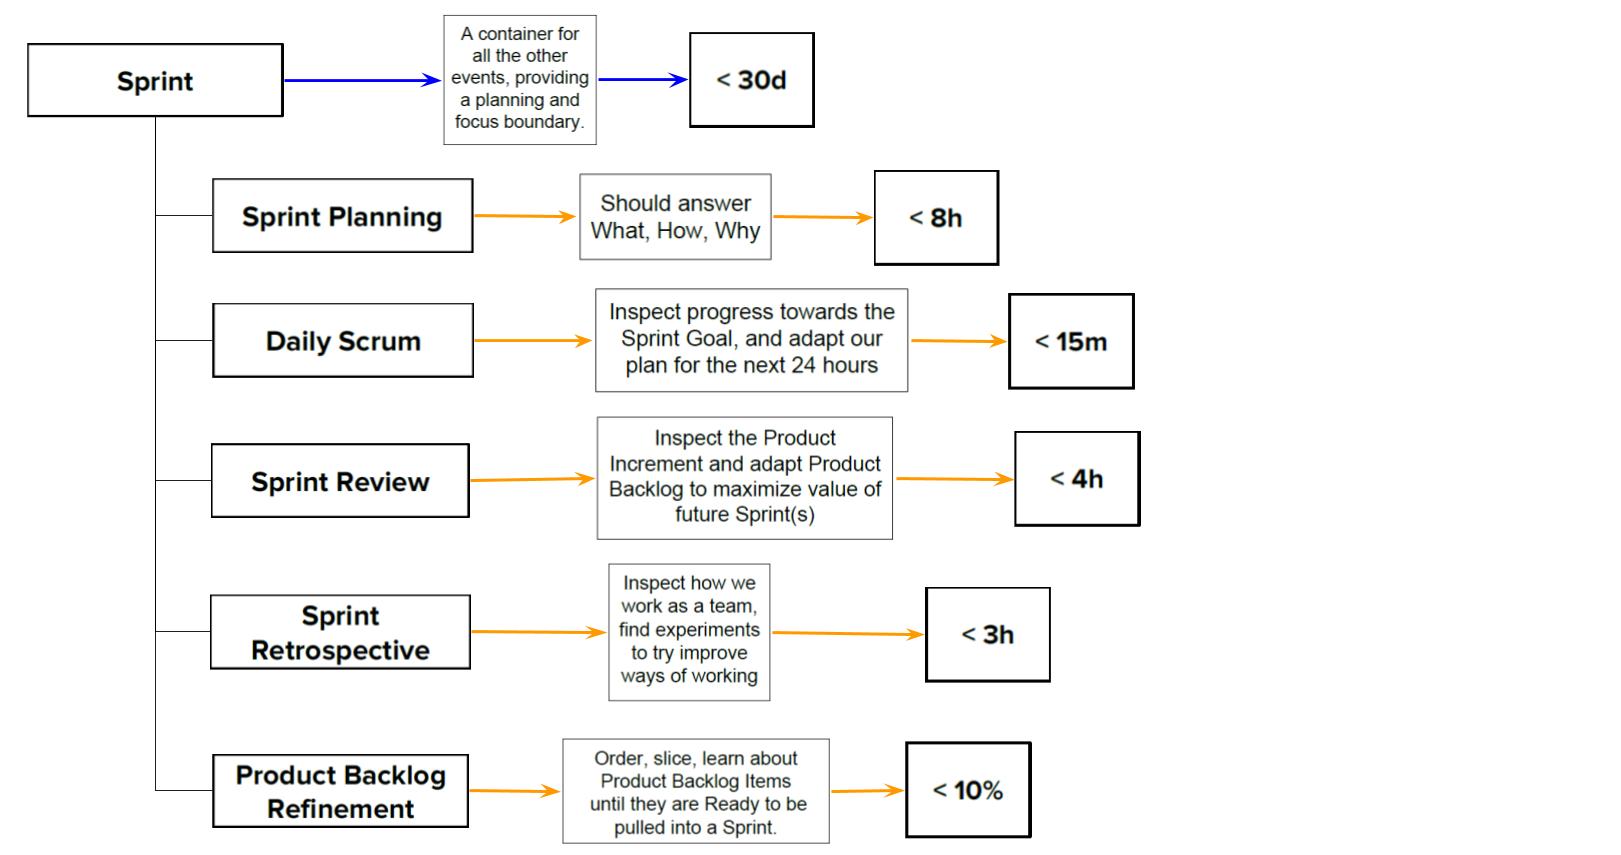 Sprint
A container for
all the other
events, providing
a planning and
focus boundary.
< 30d
Sprint Planning
Should answer
What, How, Why
< 8h
Daily Scrum
Inspect progress towards the
Sprint Goal, and adapt our
plan for the next 24 hours
< 15m
Sprint Review
Inspect the Product
Increment and adapt Product
Backlog to maximize value of
future Sprint(s)
< 4h
Sprint
Retrospective
Inspect how we
work as a team,
find experiments
to try improve
ways of working
< 3h
Product Backlog
Refinement
Order, slice, learn about
Product Backlog Items
until they are Ready to be
pulled into a Sprint.
< 10%